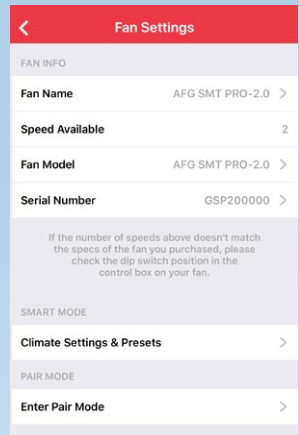 Fan Settings
FAN INFO
Fan Name AFG SMT PRO-2.0
Speed Available 2
Fan Model AFG SMT PRO-2.0
Serial Number GSP200000
If the number of speeds above doesn't match
the specs of the fan you purchased, please
check the dip switch position in the
control box on your fan.
SMART MODE
Climate Settings & Presets
PAIR MODE
Enter Pair Mode